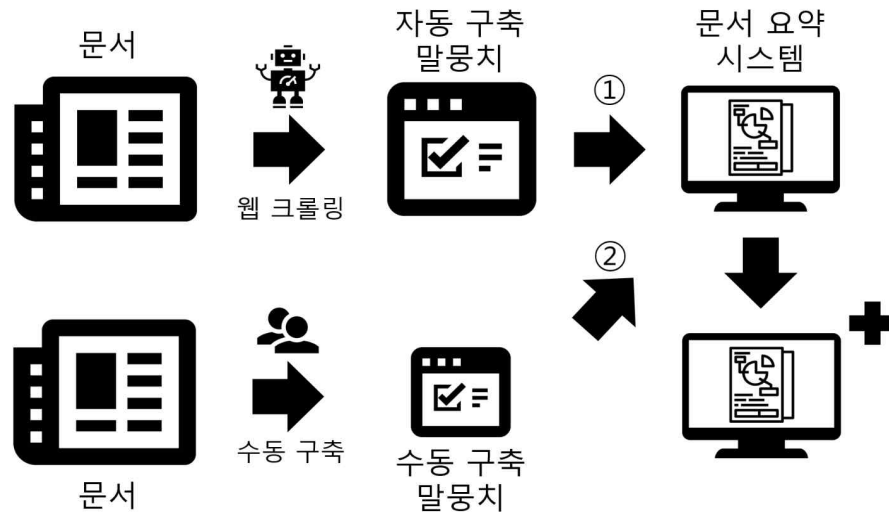 문서
자동 구축
말뭉치
문서 요약
시스템
①
웹 크롤링
②
수동 구축
문서
수동 구축
말뭉치